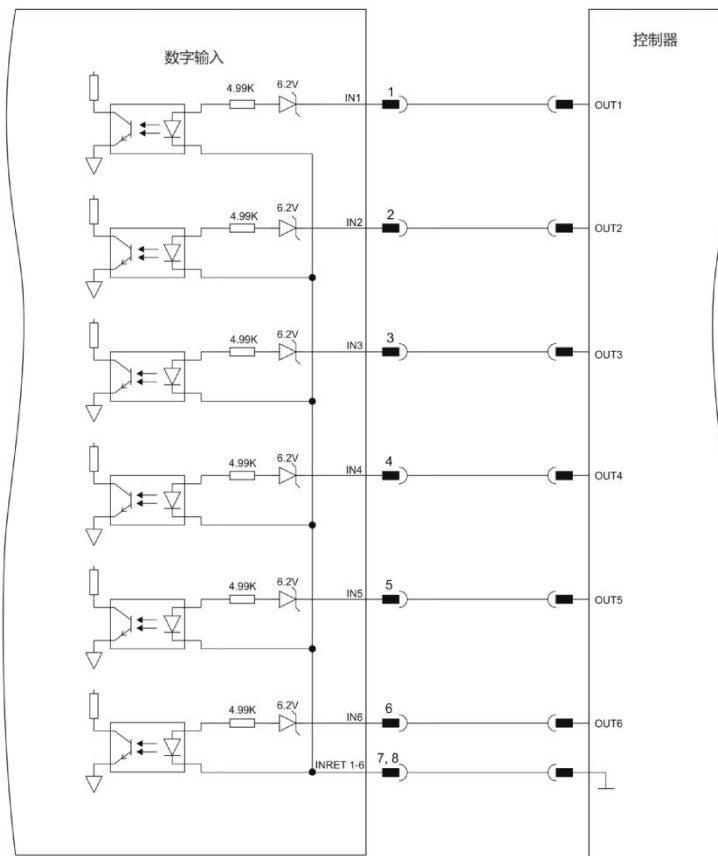 控制器
数字输入
6.2V
4.99K
IN1
1
OUT1
6.2V
4.99K
IN2
2
OUT2
6.2V
4.99K
IN3
3
OUT3
6.2V
4.99K
IN4
4
OUT4
6.2V
4.99K
IN5
5
OUT5
6.2V
4.99K
IN6
6
OUT6
INRET 1-6
7, 8